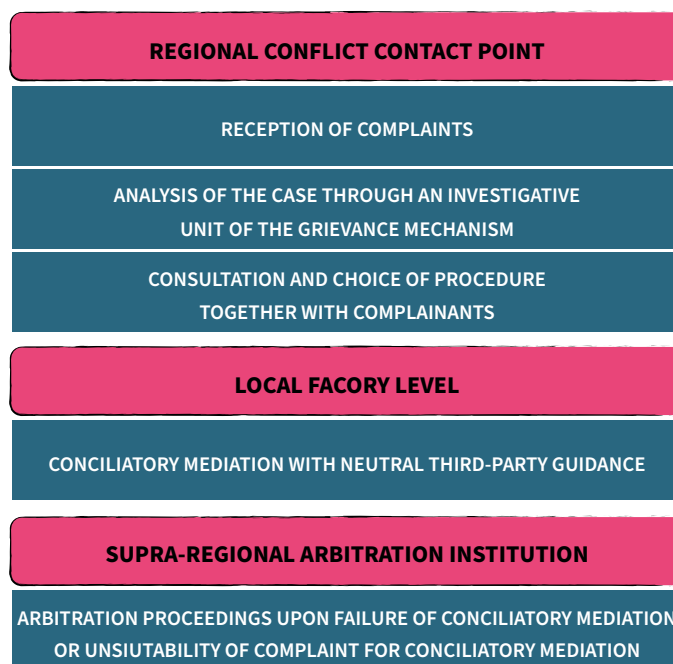 REGIONAL CONFLICT CONTACT POINT
RECEPTION OF COMPLAINTS
ANALYSIS OF THE CASE THROUGH AN INVESTIGATIVE
UNIT OF THE GRIEVANCE MECHANISM
CONSULTATION AND CHOICE OF PROCEDURE
TOGETHER WITH COMPLAINANTS
LOCAL FACORY LEVEL
CONCILIATORY MEDIATION WITH NEUTRAL THIRD-PARTY GUIDANCE
SUPRA-REGIONAL ARBITRATION INSTITUTION
ARBITRATION PROCEEDINGS UPON FAILURE OF CONCILIATORY MEDIATION
OR UNSIUTABILITY OF COMPLAINT FOR CONCILIATORY MEDIATION